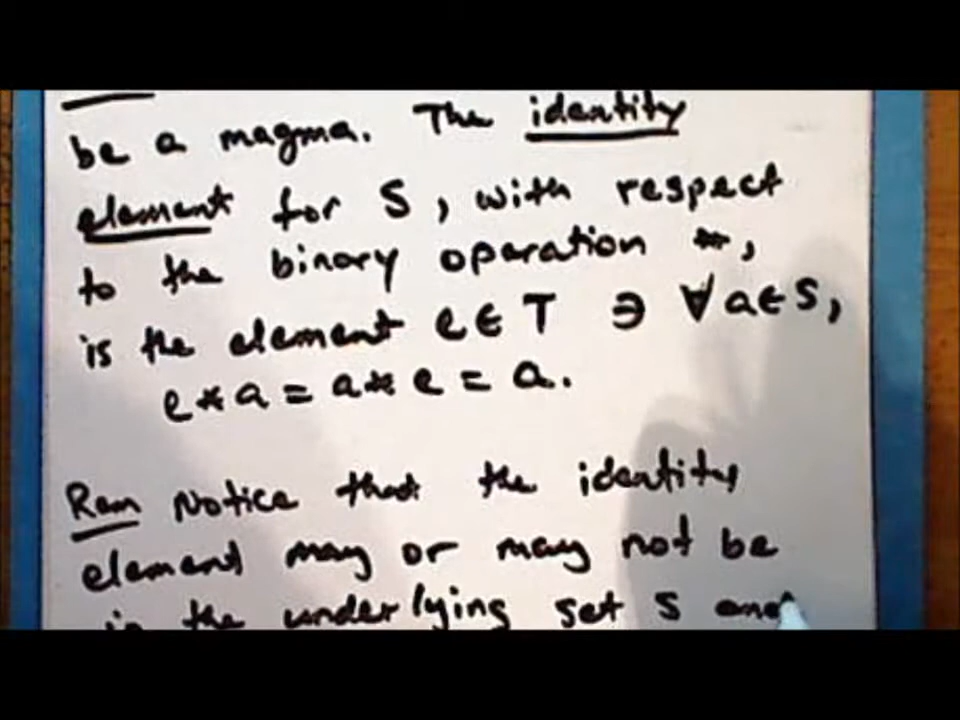 be a magma. The identity
element for S, with respect
to the binary operation *,
is the element e ∈ T ∋ ∀ a ∈ S,
e * a = a * e = a.
Rem Notice that the identity
element may or may not be
in the underlying set S and